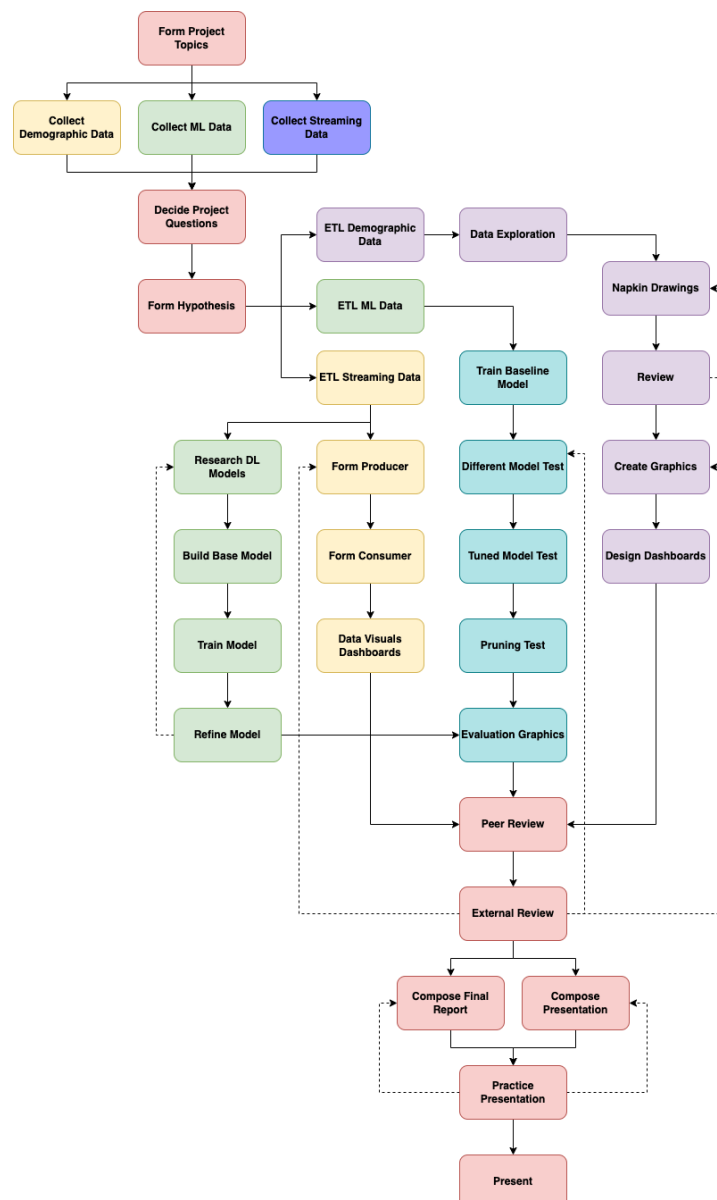 Form Project
Topics
Collect
Demographic Data
Collect ML Data
Collect Streaming
Data
Decide Project
Questions
ETL Demographic
Data
Data Exploration
Form Hypothesis
ETL ML Data
Napkin Drawings
ETL Streaming Data
Train Baseline
Model
Review
Research DL
Models
Form Producer
Different Model Test
Create Graphics
Build Base Model
Form Consumer
Tuned Model Test
Design Dashboards
Train Model
Data Visuals
Dashboards
Pruning Test
Refine Model
Evaluation Graphics
Peer Review
External Review
Compose Final
Report
Compose
Presentation
Practice
Presentation
Present